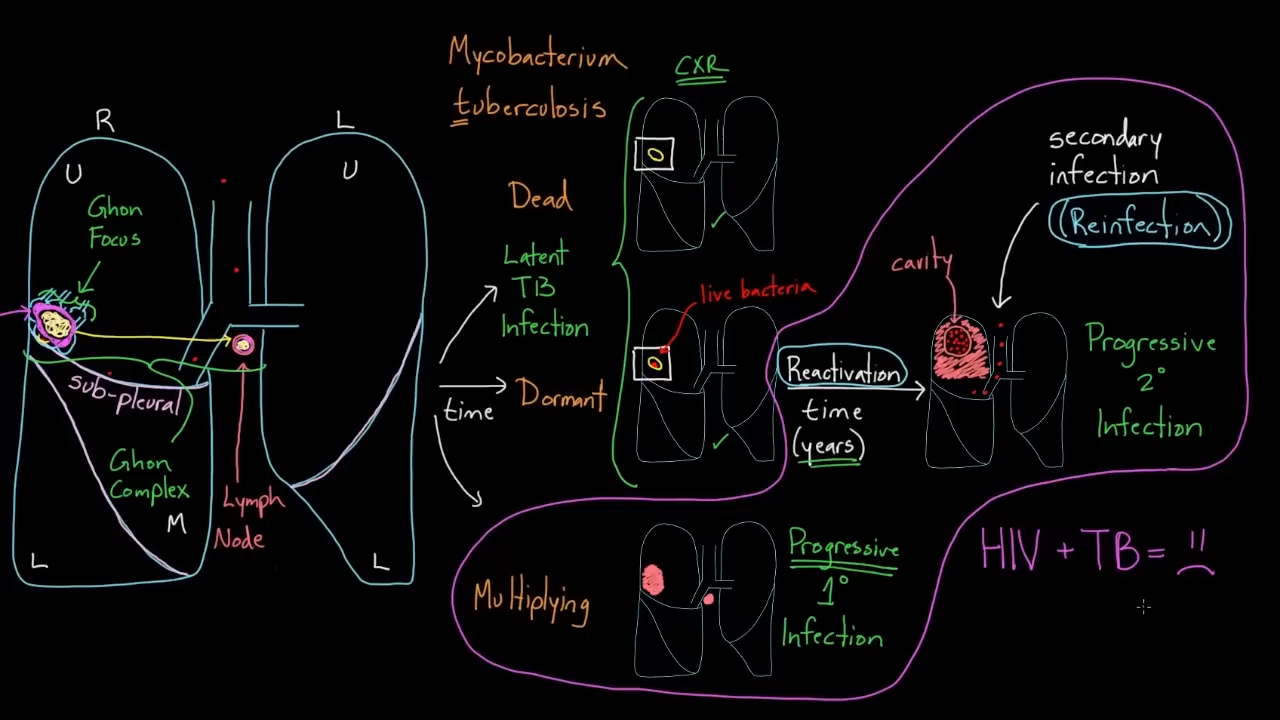 R
L
U
U
Ghon
Focus
sub-pleural
Ghon
Complex
M
L
L
Lymph
Node
Mycobacterium
tuberculosis
CXR
Dead
Latent
TB
Infection
time
Dormant
Multiplying
live bacteria
Reactivation
time
(years)
Progressive
1°
Infection
cavity
secondary
infection
(Reinfection)
Progressive
2°
Infection
HIV + TB =